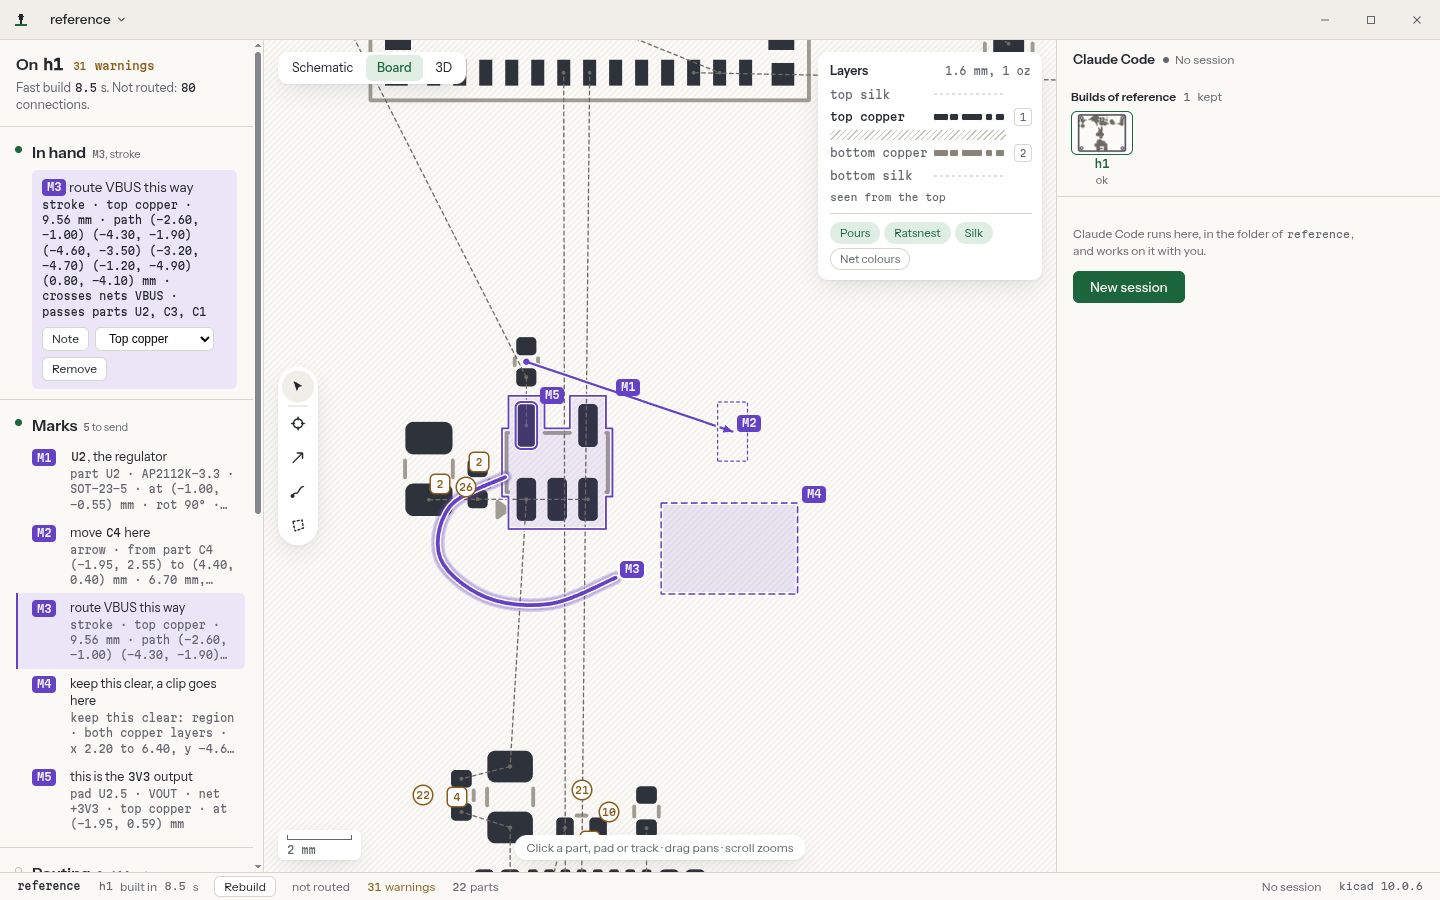 reference
On h1 31 warnings
Fast build 8.5 s. Not routed: 80
connections.
In hand M3, stroke
M3 route VBUS this way
stroke · top copper ·
9.56 mm · path (−2.60,
−1.00) (−4.30, −1.90)
(−4.60, −3.50) (−3.20,
−4.70) (−1.20, −4.90)
(0.80, −4.10) mm ·
crosses nets VBUS ·
passes parts U2, C3, C1
Note Top copper
Remove
Marks 5 to send
M1 U2, the regulator
part U2 · AP2112K-3.3 ·
SOT-23-5 · at (−1.00,
−0.55) mm · rot 90° ·…
M2 move C4 here
arrow · from part C4
(−1.95, 2.55) to (4.40,
0.40) mm · 6.70 mm,…
M3 route VBUS this way
stroke · top copper ·
9.56 mm · path (−2.60,
−1.00) (−4.30, −1.90)…
M4 keep this clear, a clip goes
here
keep this clear: region
· both copper layers ·
x 2.20 to 6.40, y −4.6…
M5 this is the 3V3 output
pad U2.5 · VOUT · net
+3V3 · top copper · at
(−1.95, 0.59) mm
Schematic Board 3D
M5
M1
M2
2
2
26
M4
M3
22
4
21
10
2 mm
Click a part, pad or track · drag pans · scroll zooms
Layers 1.6 mm, 1 oz
top silk
top copper 1
bottom copper 2
bottom silk
seen from the top
Pours Ratsnest Silk
Net colours
Claude Code No session
Builds of reference 1 kept
h1
ok
Claude Code runs here, in the folder of reference,
and works on it with you.
New session
reference h1 built in 8.5 s Rebuild not routed 31 warnings 22 parts No session kicad 10.0.6